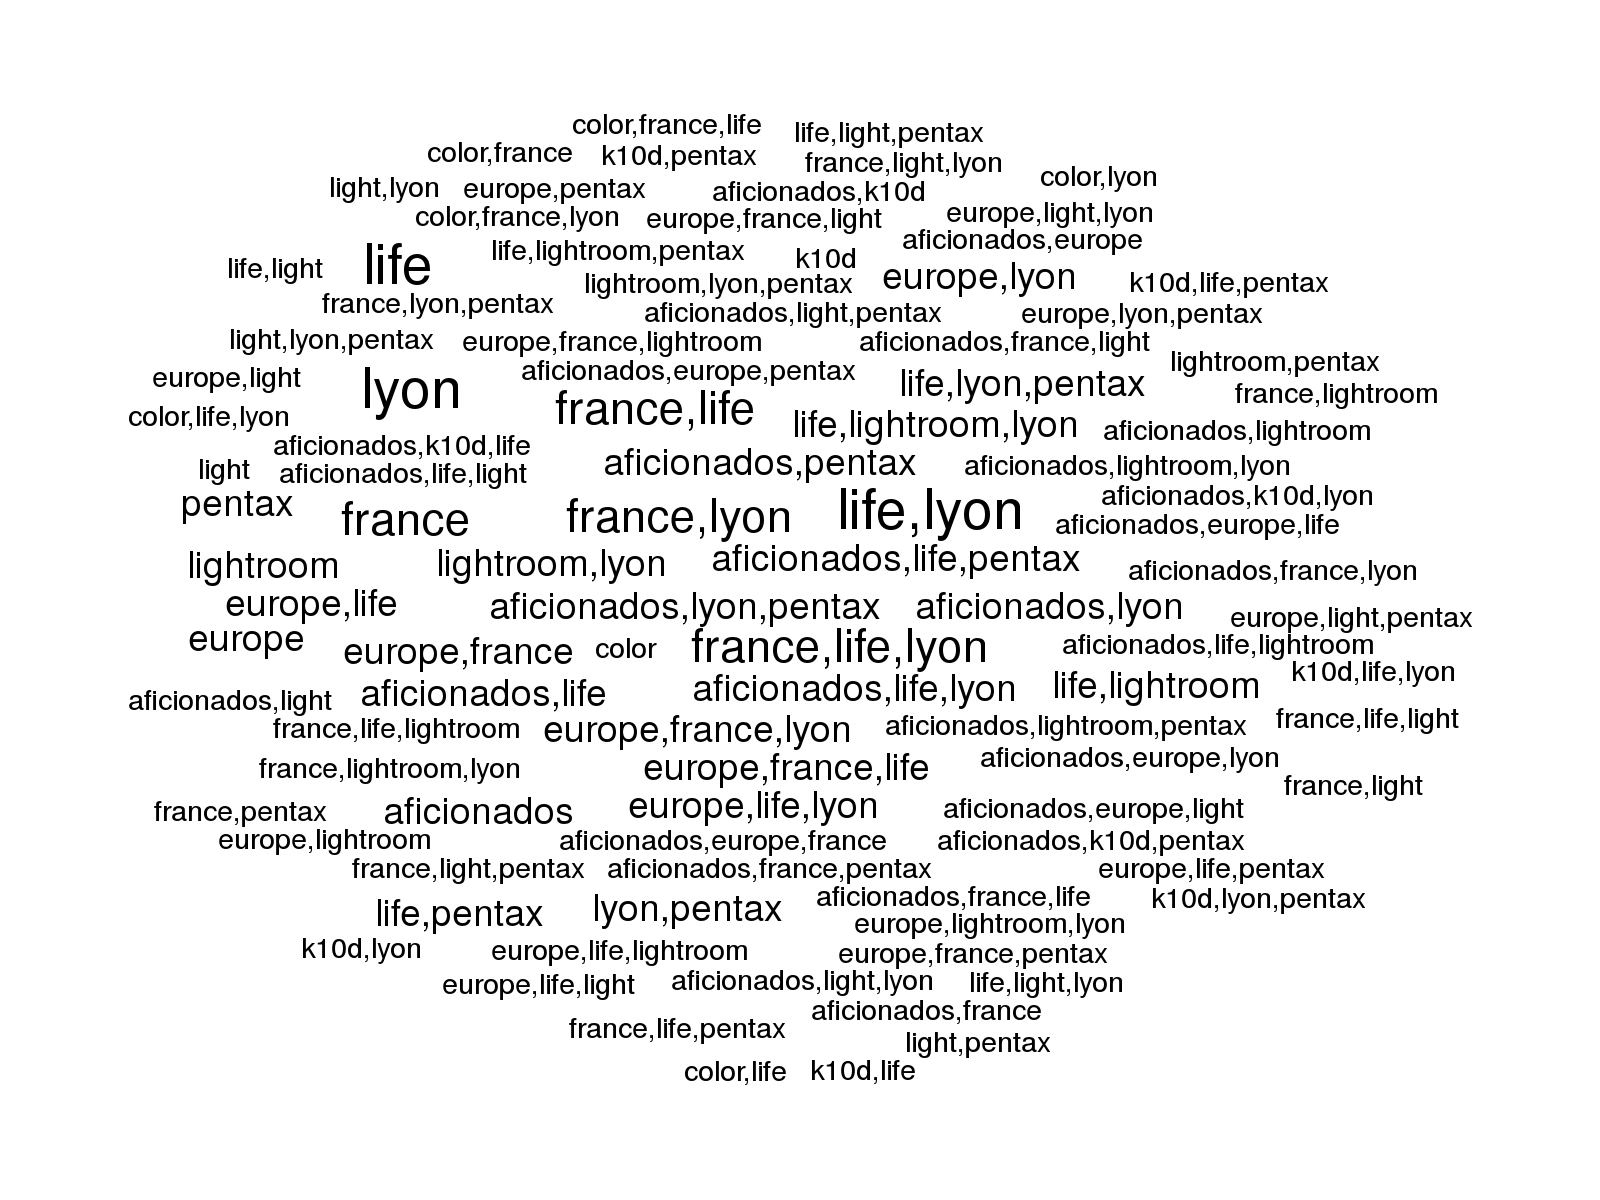 color,france,life
life,light,pentax
color,france
k10d,pentax
france,light,lyon
light,lyon
europe,pentax
aficionados,k10d
color,lyon
color,france,lyon
europe,france,light
europe,light,lyon
aficionados,europe
life,light
life
life,lightroom,pentax
k10d
lightroom,lyon,pentax
europe,lyon
k10d,life,pentax
france,lyon,pentax
aficionados,light,pentax
europe,lyon,pentax
light,lyon,pentax
europe,france,lightroom
aficionados,france,light
lightroom,pentax
europe,light
lyon
aficionados,europe,pentax
life,lyon,pentax
france,lightroom
color,life,lyon
france,life
life,lightroom,lyon
aficionados,lightroom
aficionados,k10d,life
light
aficionados,life,light
aficionados,pentax
aficionados,lightroom,lyon
pentax
france
france,lyon
life,lyon
aficionados,k10d,lyon
aficionados,europe,life
lightroom
lightroom,lyon
aficionados,life,pentax
aficionados,france,lyon
europe,life
aficionados,lyon,pentax
aficionados,lyon
europe,light,pentax
europe
europe,france
color
france,life,lyon
aficionados,life,lightroom
k10d,life,lyon
aficionados,light
aficionados,life
aficionados,life,lyon
life,lightroom
france,life,lightroom
europe,france,lyon
aficionados,lightroom,pentax
france,life,light
france,lightroom,lyon
europe,france,life
aficionados,europe,lyon
france,light
france,pentax
aficionados
europe,life,lyon
aficionados,europe,light
europe,lightroom
aficionados,europe,france
aficionados,k10d,pentax
france,light,pentax
aficionados,france,pentax
europe,life,pentax
life,pentax
lyon,pentax
aficionados,france,life
k10d,lyon,pentax
europe,lightroom,lyon
k10d,lyon
europe,life,lightroom
europe,france,pentax
europe,life,light
aficionados,light,lyon
life,light,lyon
aficionados,france
france,life,pentax
light,pentax
color,life
k10d,life